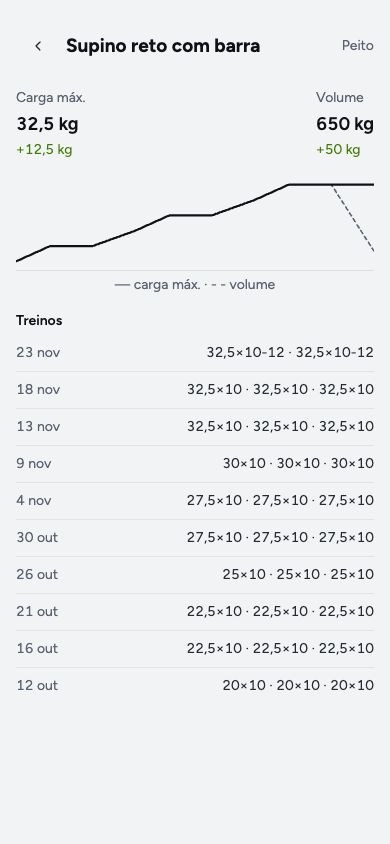 Supino reto com barra Peito
Carga máx. Volume
32,5 kg 650 kg
+12,5 kg +50 kg
— carga máx. · - - volume
Treinos
23 nov 32,5×10-12 · 32,5×10-12
18 nov 32,5×10 · 32,5×10 · 32,5×10
13 nov 32,5×10 · 32,5×10 · 32,5×10
9 nov 30×10 · 30×10 · 30×10
4 nov 27,5×10 · 27,5×10 · 27,5×10
30 out 27,5×10 · 27,5×10 · 27,5×10
26 out 25×10 · 25×10 · 25×10
21 out 22,5×10 · 22,5×10 · 22,5×10
16 out 22,5×10 · 22,5×10 · 22,5×10
12 out 20×10 · 20×10 · 20×10